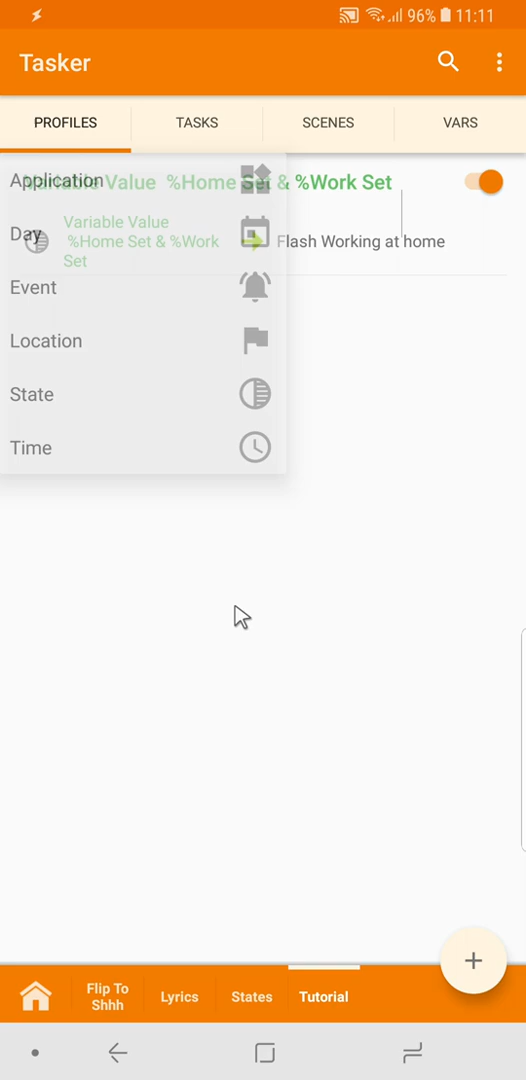 96% 11:11
Tasker
PROFILES TASKS SCENES VARS
Application
Variable Value %Home Set & %Work Set
Day
Variable Value
%Home Set & %Work
Set
Flash Working at home
Event
Location
State
Time
Flip To
Shhh
Lyrics
States
Tutorial